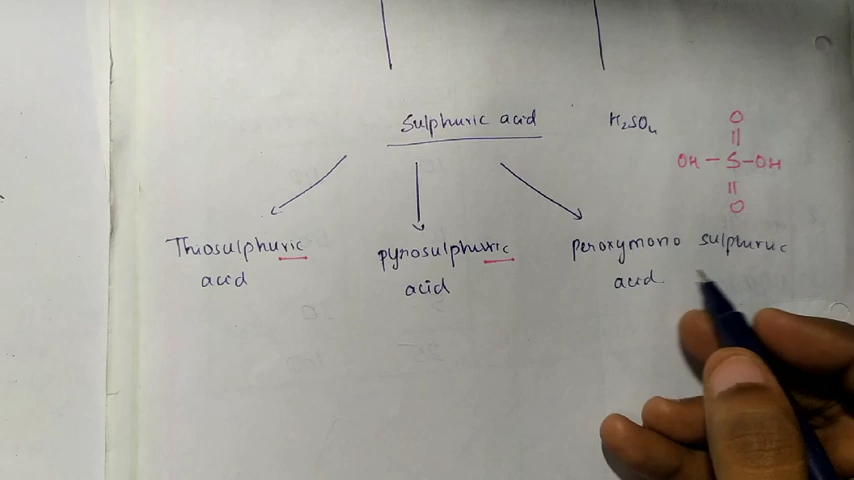 Sulphuric acid H₂SO₄
O
||
OH – S – OH
||
O
Thiosulphuric
acid
pyrosulphuric
acid
peroxymono sulphuric
acid.